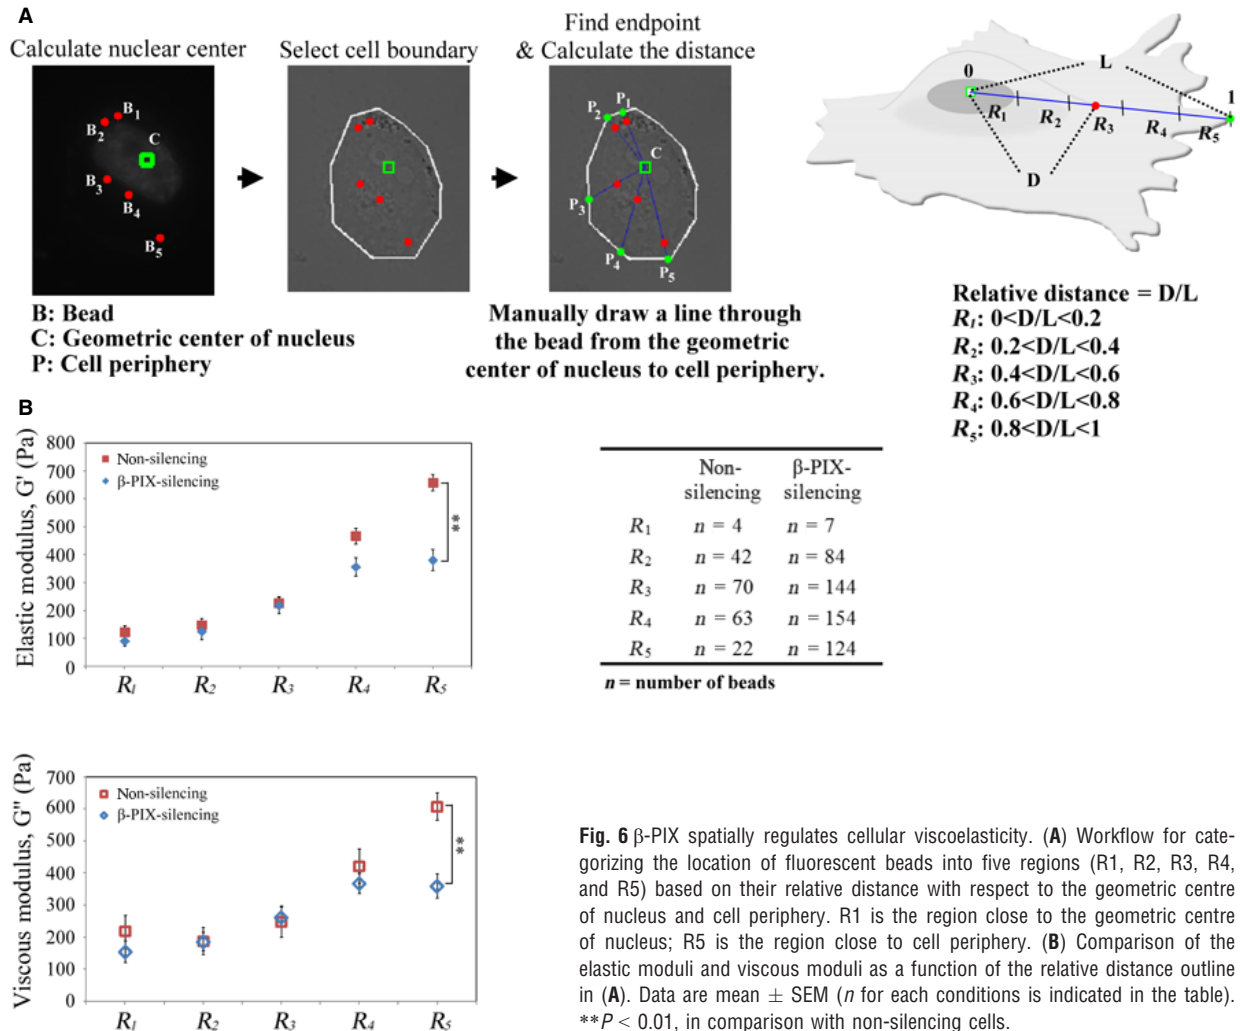 A
Calculate nuclear center
Select cell boundary
Find endpoint
& Calculate the distance
B1
B2
C
B3
B4
B5
P1
P2
C
P3
P4
P5
0
L
1
R1
R2
R3
R4
R5
D
B: Bead
C: Geometric center of nucleus
P: Cell periphery
Manually draw a line through
the bead from the geometric
center of nucleus to cell periphery.
Relative distance = D/L
R1: 0<D/L<0.2
R2: 0.2<D/L<0.4
R3: 0.4<D/L<0.6
R4: 0.6<D/L<0.8
R5: 0.8<D/L<1
B
Elastic modulus, G' (Pa)
800
700
600
500
400
300
200
100
0
Non-silencing
β-PIX-silencing
**
R1 R2 R3 R4 R5
Non-
silencing
β-PIX-
silencing
R1 n = 4 n = 7
R2 n = 42 n = 84
R3 n = 70 n = 144
R4 n = 63 n = 154
R5 n = 22 n = 124
n = number of beads
Viscous modulus, G" (Pa)
700
600
500
400
300
200
100
0
Non-silencing
β-PIX-silencing
**
R1 R2 R3 R4 R5
Fig. 6 β-PIX spatially regulates cellular viscoelasticity. (A) Workflow for cate-
gorizing the location of fluorescent beads into five regions (R1, R2, R3, R4,
and R5) based on their relative distance with respect to the geometric centre
of nucleus and cell periphery. R1 is the region close to the geometric centre
of nucleus; R5 is the region close to cell periphery. (B) Comparison of the
elastic moduli and viscous moduli as a function of the relative distance outline
in (A). Data are mean ± SEM (n for each conditions is indicated in the table).
**P < 0.01, in comparison with non-silencing cells.